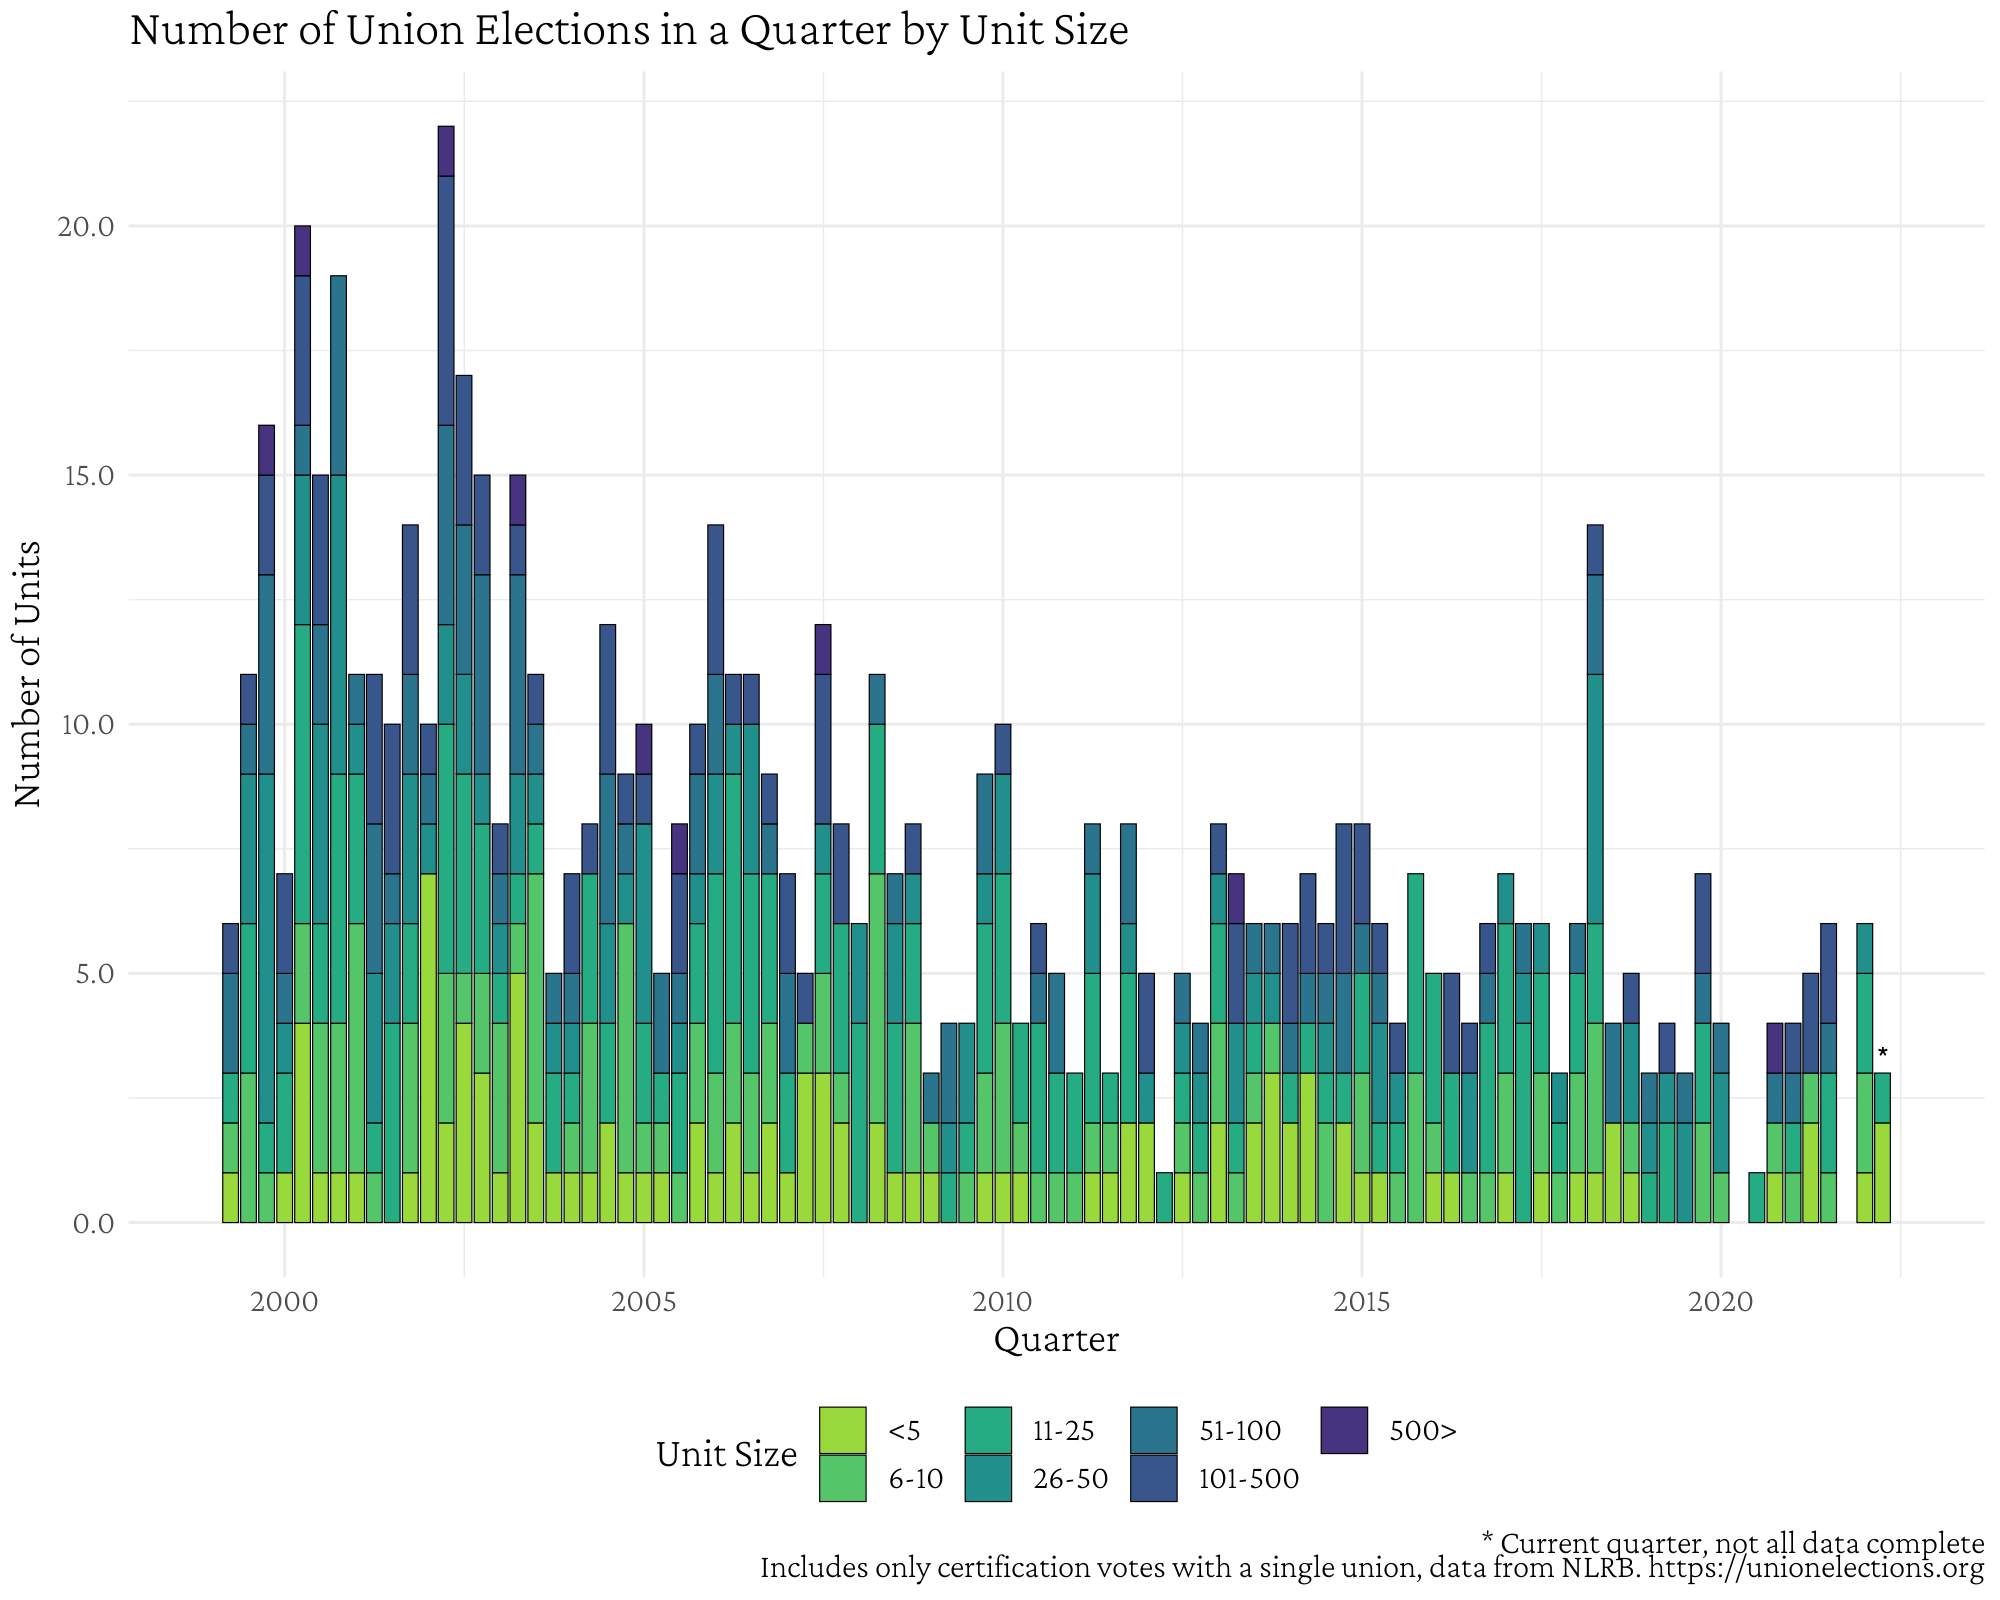 Number of Union Elections in a Quarter by Unit Size
20.0
15.0
10.0
5.0
0.0
Number of Units
*
2000 2005 2010 2015 2020
Quarter
Unit Size
<5 11-25 51-100 500>
6-10 26-50 101-500
* Current quarter, not all data complete
Includes only certification votes with a single union, data from NLRB. https://unionelections.org